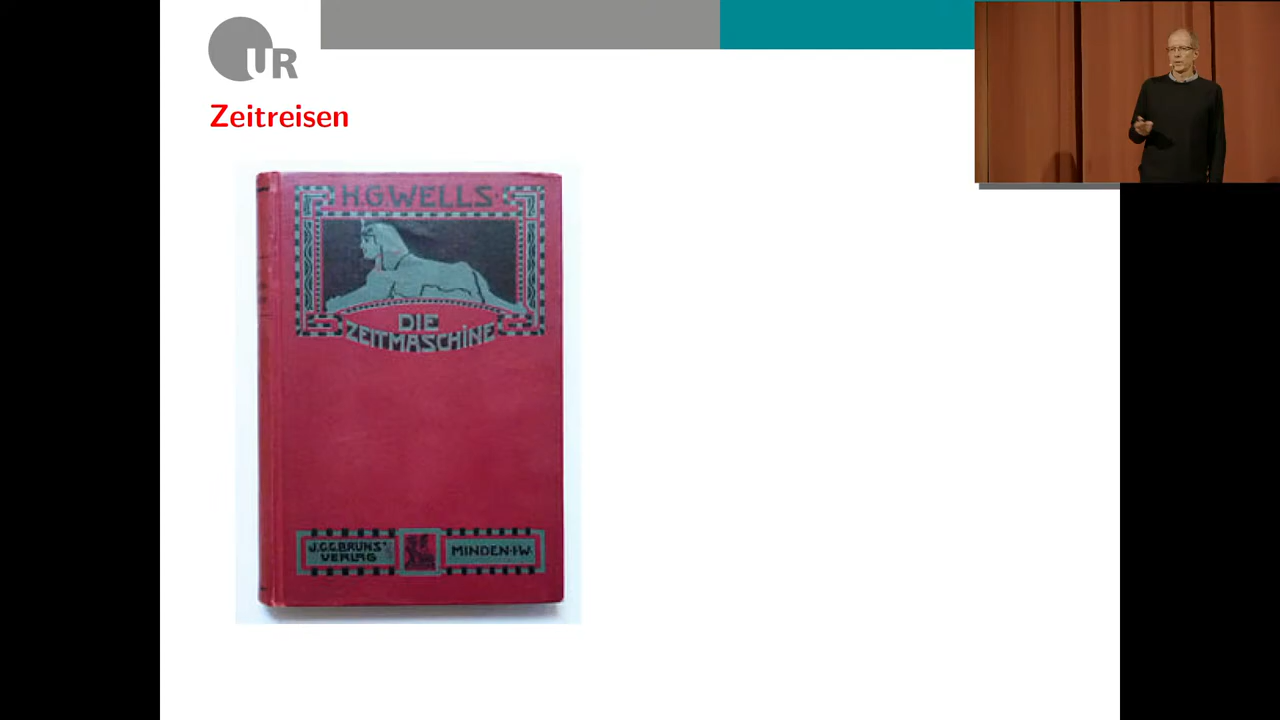 UR
Zeitreisen
H.G.WELLS
DIE
ZEITMASCHINE
J.C.C.BRUNS'
VERLAG
MINDEN·I·W.